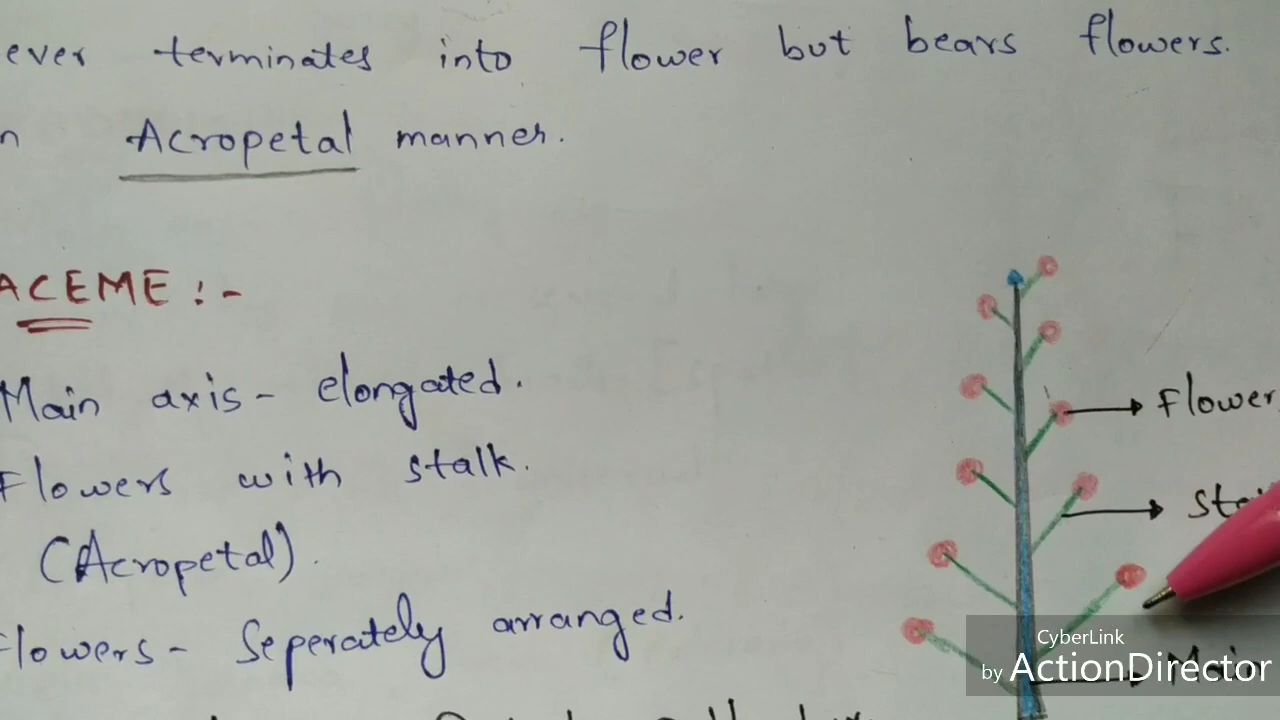 ever terminates into flower but bears flowers.
n Acropetal manner.
ACEME :-
Main axis - elongated.
Flowers with stalk.
(Acropetal).
Flower
Flowers - Seperately arranged.
CyberLink
by ActionDirector
Main